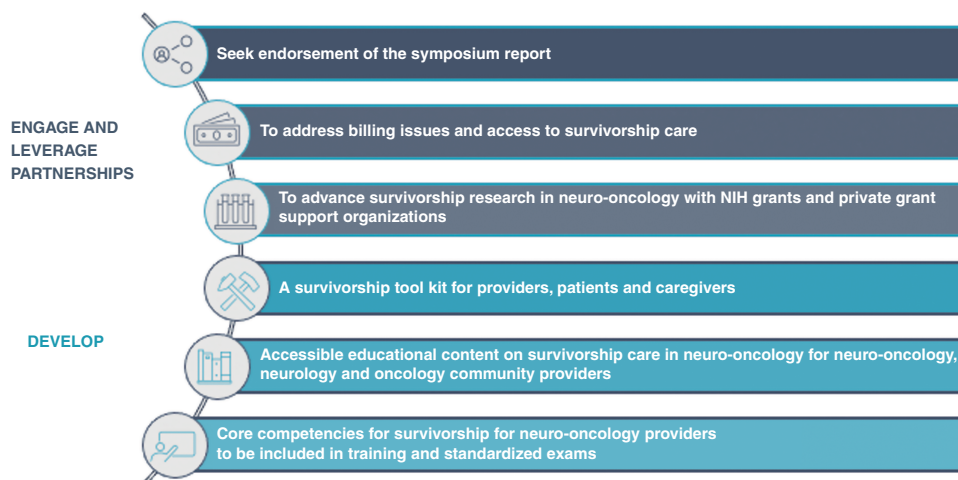 Seek endorsement of the symposium report
ENGAGE AND
LEVERAGE
PARTNERSHIPS
To address billing issues and access to survivorship care
To advance survivorship research in neuro-oncology with NIH grants and private grant
support organizations
A survivorship tool kit for providers, patients and caregivers
DEVELOP
Accessible educational content on survivorship care in neuro-oncology for neuro-oncology,
neurology and oncology community providers
Core competencies for survivorship for neuro-oncology providers
to be included in training and standardized exams